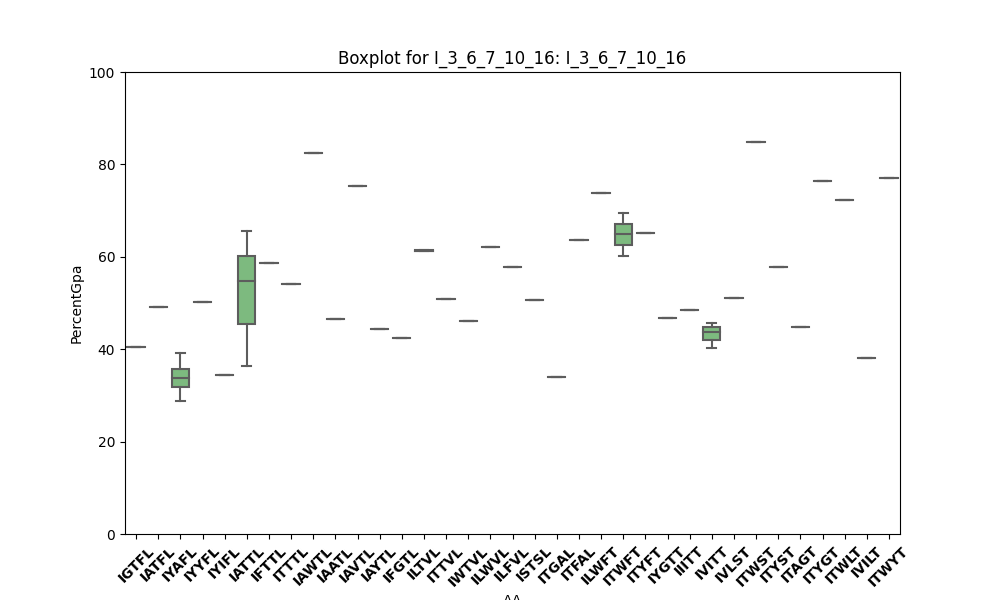 Boxplot for I_3_6_7_10_16: I_3_6_7_10_16
100
80
60
40
20
0
PercentGpa
IGTFL
IATFL
IYAFL
IYYFL
IYIFL
IATTL
IFTTL
ITTTL
IAWTL
IAATL
IAVTL
IAYTL
IFGTL
ILTVL
ITTVL
IWTVL
ILWVL
ILFVL
ISTSL
ITGAL
ITFAL
ILWFT
ITWFT
ITYFT
IYGTT
IIITT
IVITT
IVLST
ITWST
ITYST
ITAGT
ITYGT
ITWLT
IVILT
ITWYT
AA